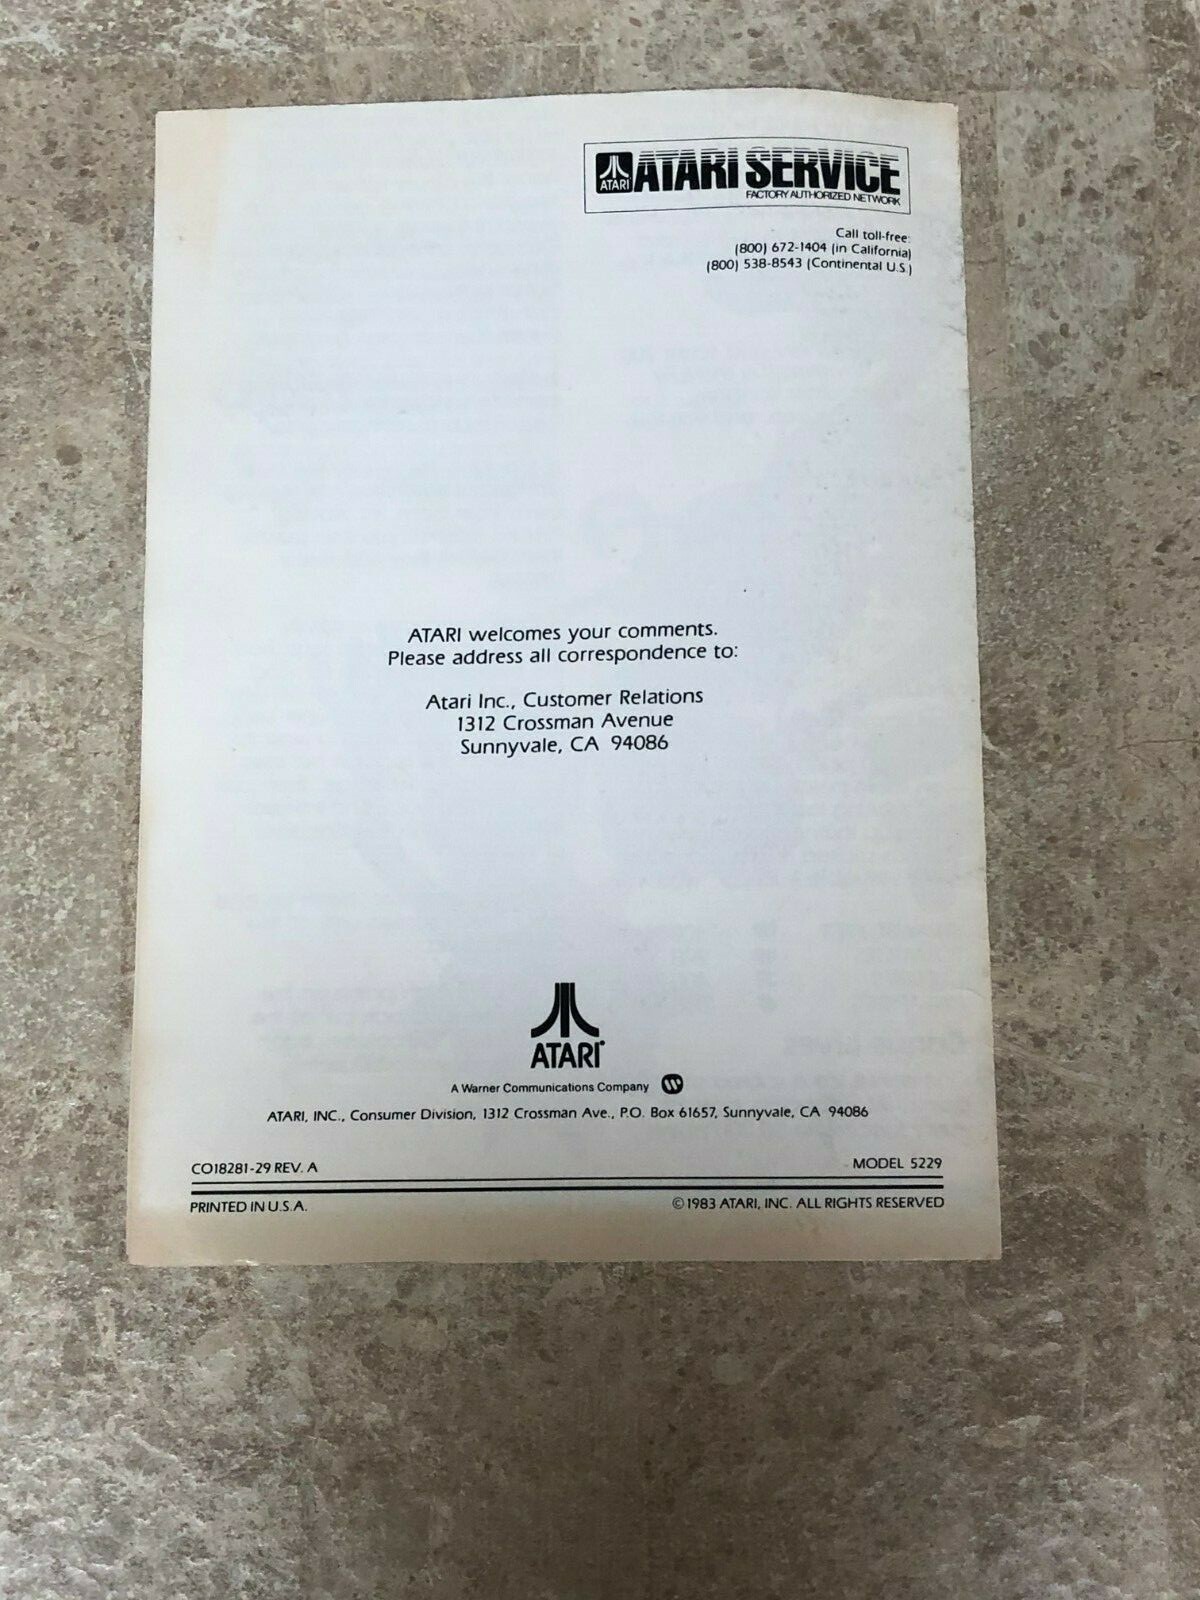 ATARI
ATARI SERVICE
FACTORY AUTHORIZED NETWORK
Call toll-free:
(800) 672-1404 (in California)
(800) 538-8543 (Continental U.S.)
ATARI welcomes your comments.
Please address all correspondence to:
Atari Inc., Customer Relations
1312 Crossman Avenue
Sunnyvale, CA 94086
ATARI
A Warner Communications Company
ATARI, INC., Consumer Division, 1312 Crossman Ave., P.O. Box 61657, Sunnyvale, CA 94086
CO18281-29 REV. A
MODEL 5229
PRINTED IN U.S.A.
©1983 ATARI, INC. ALL RIGHTS RESERVED